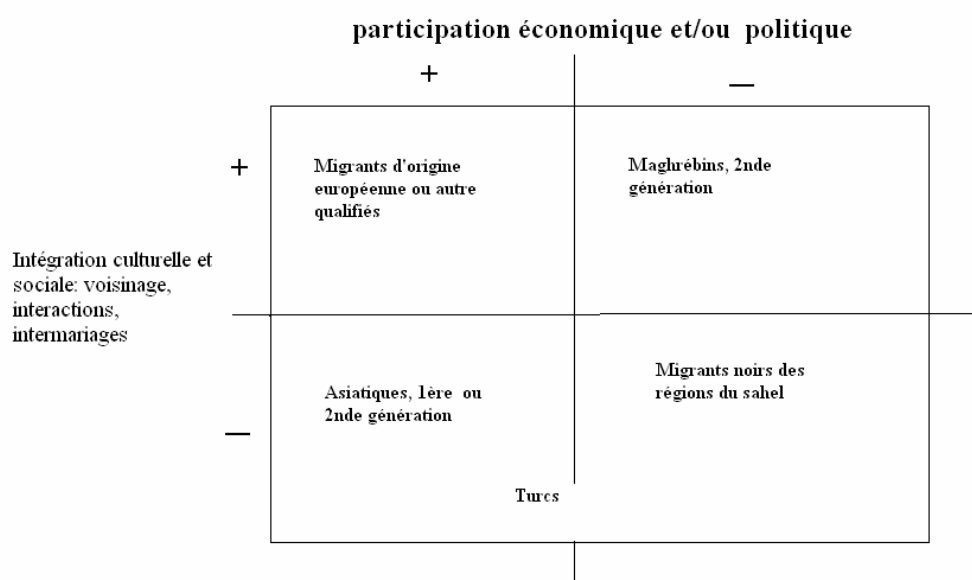 participation économique et/ou politique
+
—
+
Migrants d'origine
européenne ou autre
qualifiés
Maghrébins, 2nde
génération
Intégration culturelle et
sociale: voisinage,
interactions,
intermariages
Asiatiques, 1ère ou
2nde génération
Migrants noirs des
régions du sahel
—
Turcs